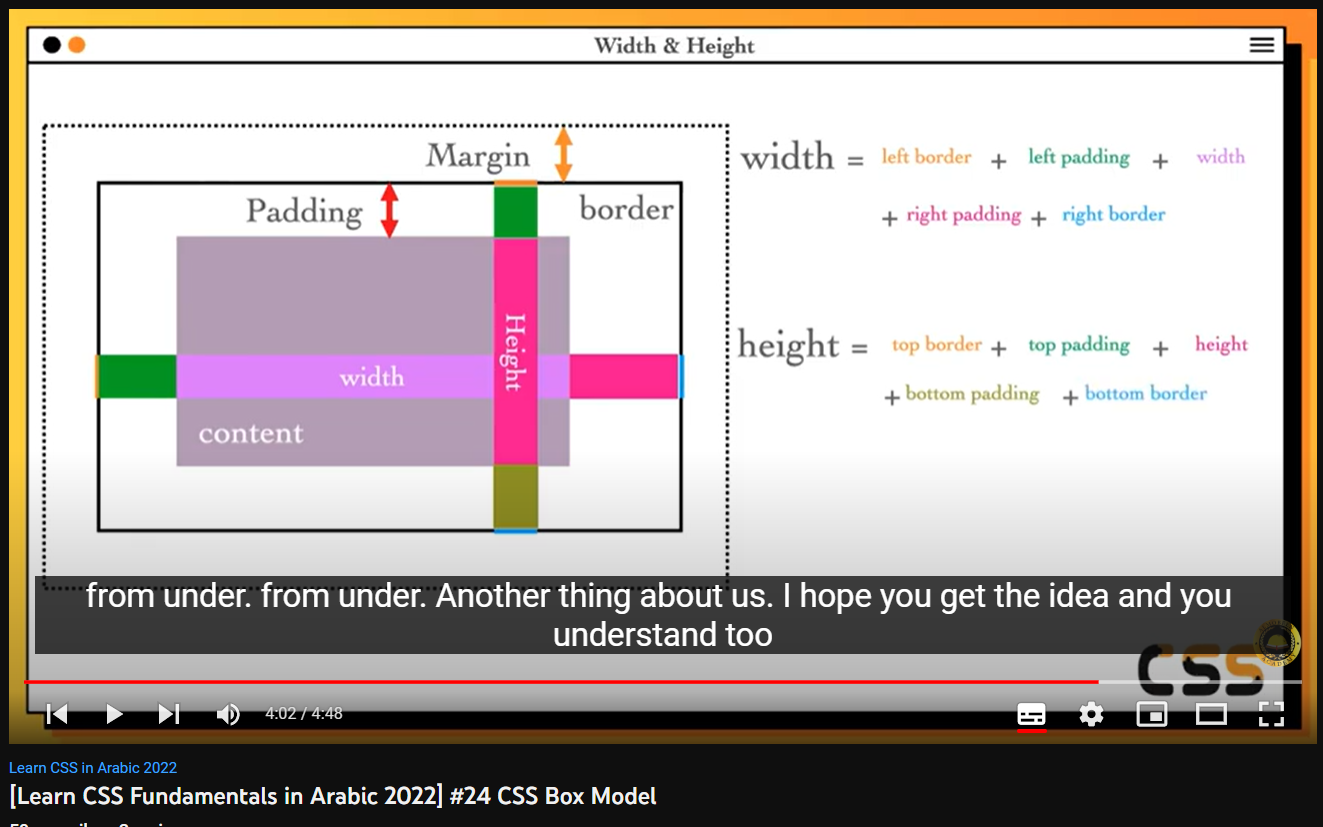 Width & Height
Margin
Padding
border
Height
width
content
width = left border + left padding + width
+ right padding + right border
height = top border + top padding + height
+ bottom padding + bottom border
from under. from under. Another thing about us. I hope you get the idea and you
understand too
CSS
4:02 / 4:48
Learn CSS in Arabic 2022
[Learn CSS Fundamentals in Arabic 2022] #24 CSS Box Model